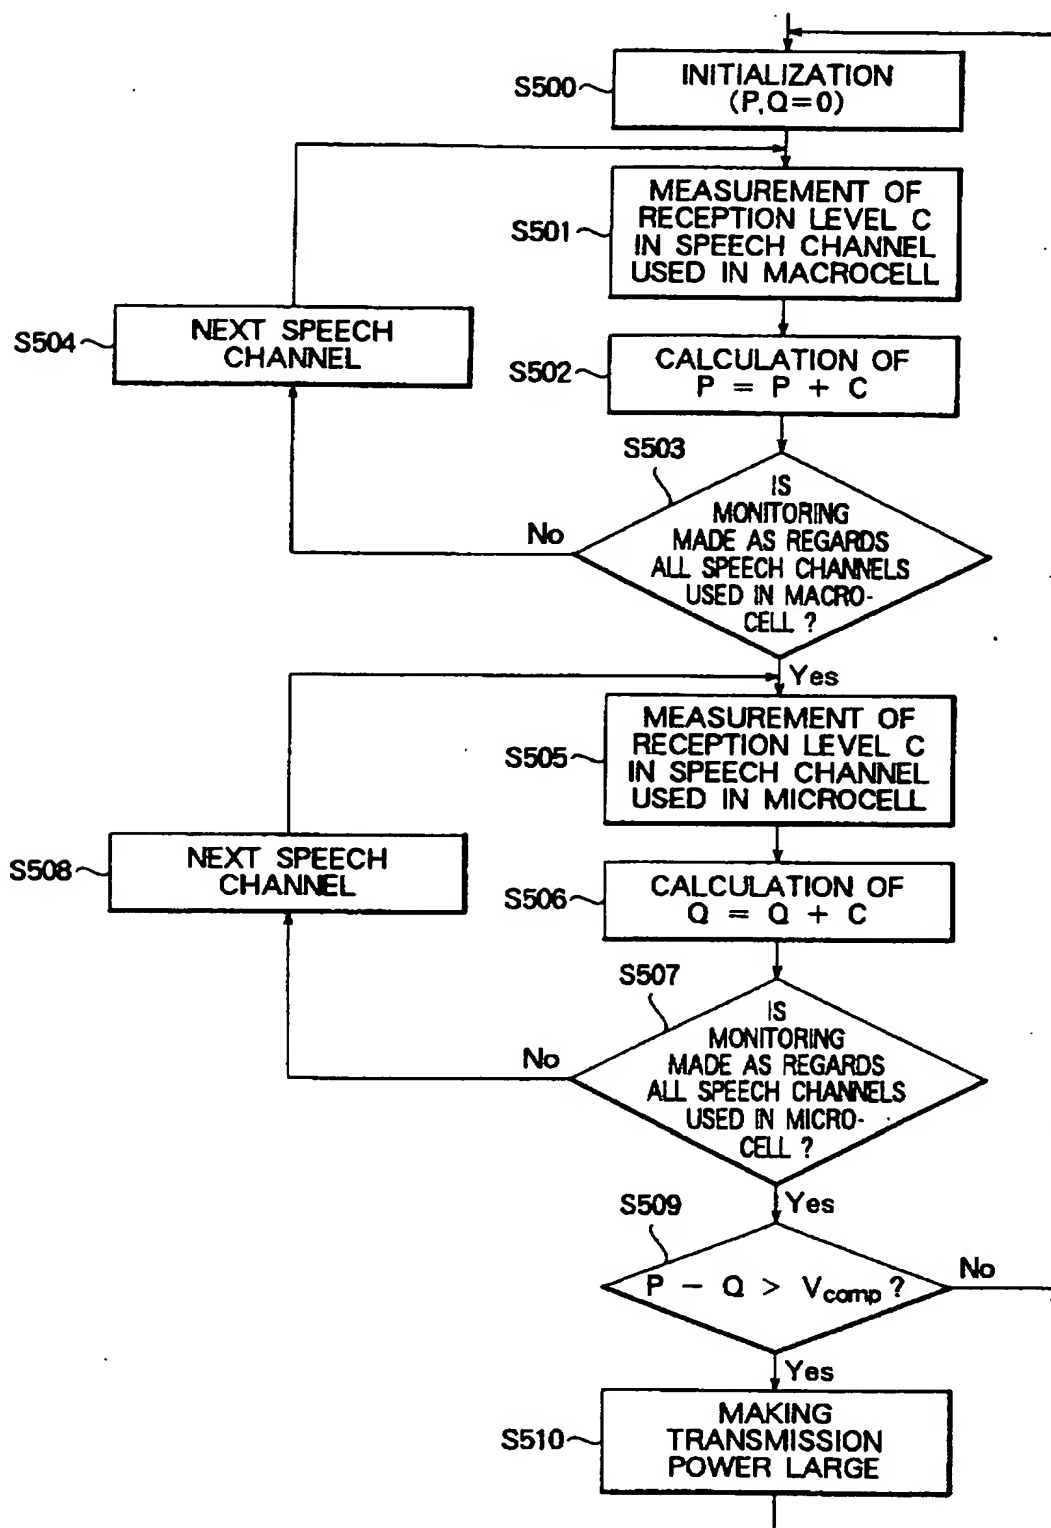 S500
INITIALIZATION
(P,Q=0)
S501
MEASUREMENT OF
RECEPTION LEVEL C
IN SPEECH CHANNEL
USED IN MACROCELL
S504
NEXT SPEECH
CHANNEL
S502
CALCULATION OF
P = P + C
S503
IS
MONITORING
MADE AS REGARDS
ALL SPEECH CHANNELS
USED IN MACRO-
CELL ?
No
Yes
S505
MEASUREMENT OF
RECEPTION LEVEL C
IN SPEECH CHANNEL
USED IN MICROCELL
S508
NEXT SPEECH
CHANNEL
S506
CALCULATION OF
Q = Q + C
S507
IS
MONITORING
MADE AS REGARDS
ALL SPEECH CHANNELS
USED IN MICRO-
CELL ?
No
Yes
S509
P - Q > Vcomp ?
No
Yes
S510
MAKING
TRANSMISSION
POWER LARGE